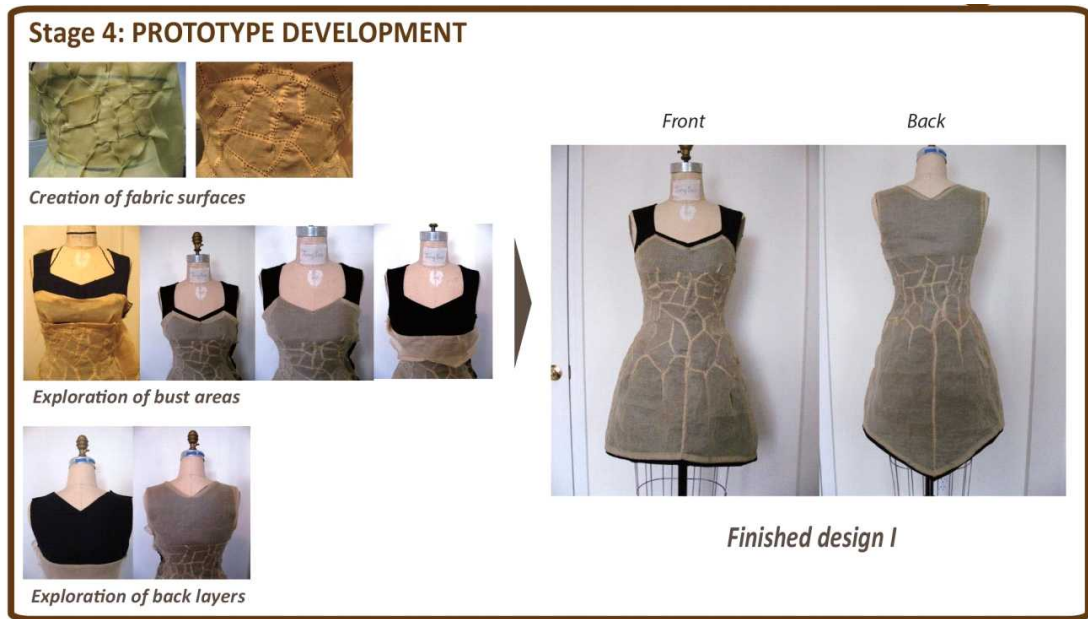 Stage 4: PROTOTYPE DEVELOPMENT
Creation of fabric surfaces
Front
Back
Exploration of bust areas
Exploration of back layers
Finished design I